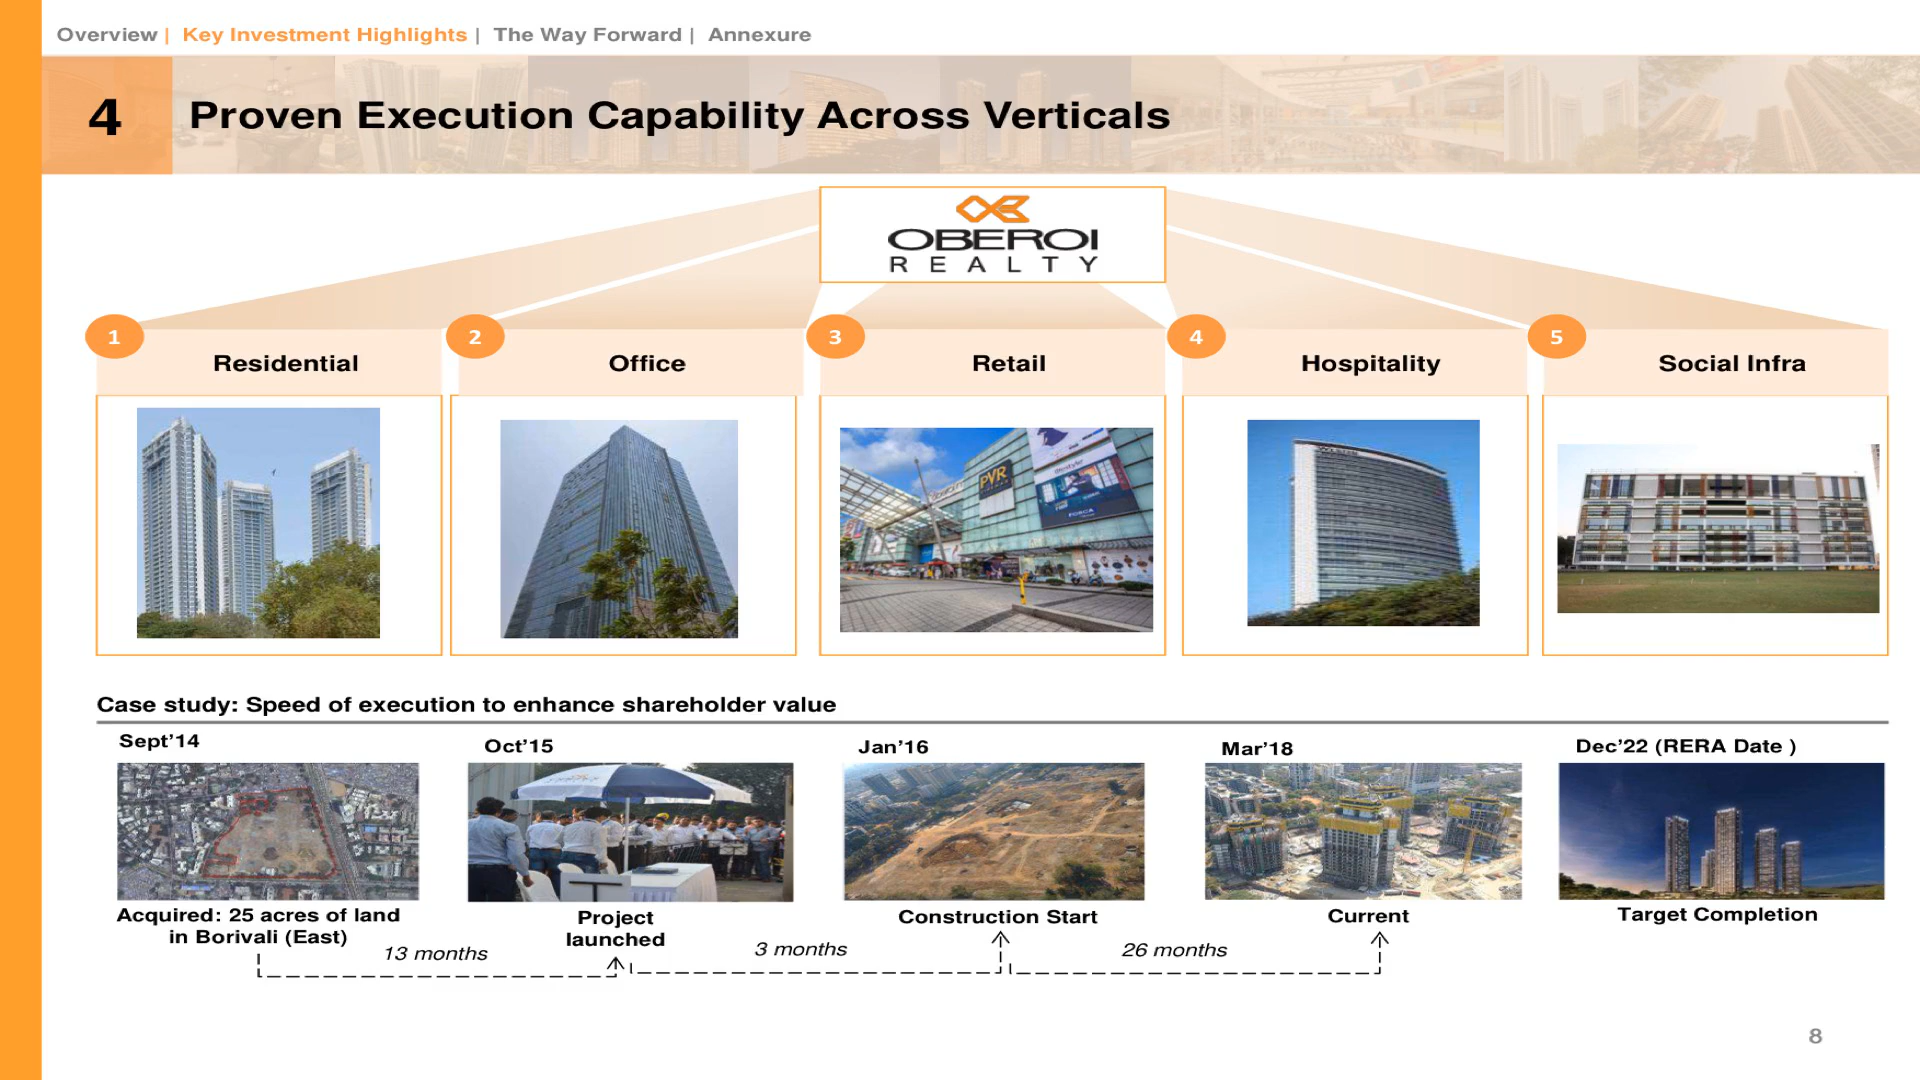 Overview | Key Investment Highlights | The Way Forward | Annexure
4 Proven Execution Capability Across Verticals
OBEROI
REALTY
1 Residential
2 Office
3 Retail
4 Hospitality
5 Social Infra
PVR
Case study: Speed of execution to enhance shareholder value
Sept’14
Oct’15
Jan’16
Mar’18
Dec’22 (RERA Date )
Acquired: 25 acres of land
in Borivali (East)
Project
launched
Construction Start
Current
Target Completion
13 months
3 months
26 months
8